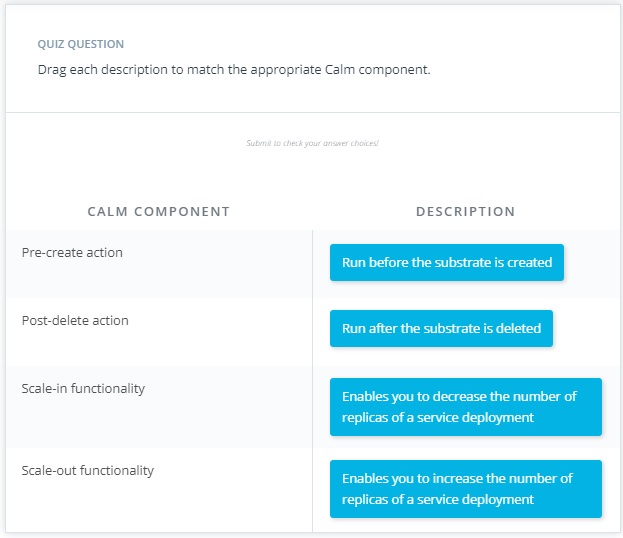 QUIZ QUESTION
Drag each description to match the appropriate Calm component.
Submit to check your answer choices!
CALM COMPONENT
DESCRIPTION
Pre-create action
Run before the substrate is created
Post-delete action
Run after the substrate is deleted
Scale-in functionality
Enables you to decrease the number of
replicas of a service deployment
Scale-out functionality
Enables you to increase the number of
replicas of a service deployment